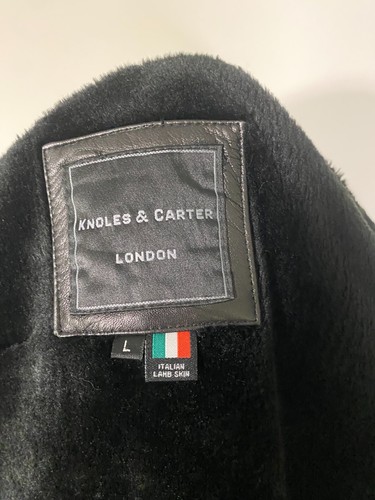 KNOLES & CARTER
LONDON
L
ITALIAN
LAMB SKIN